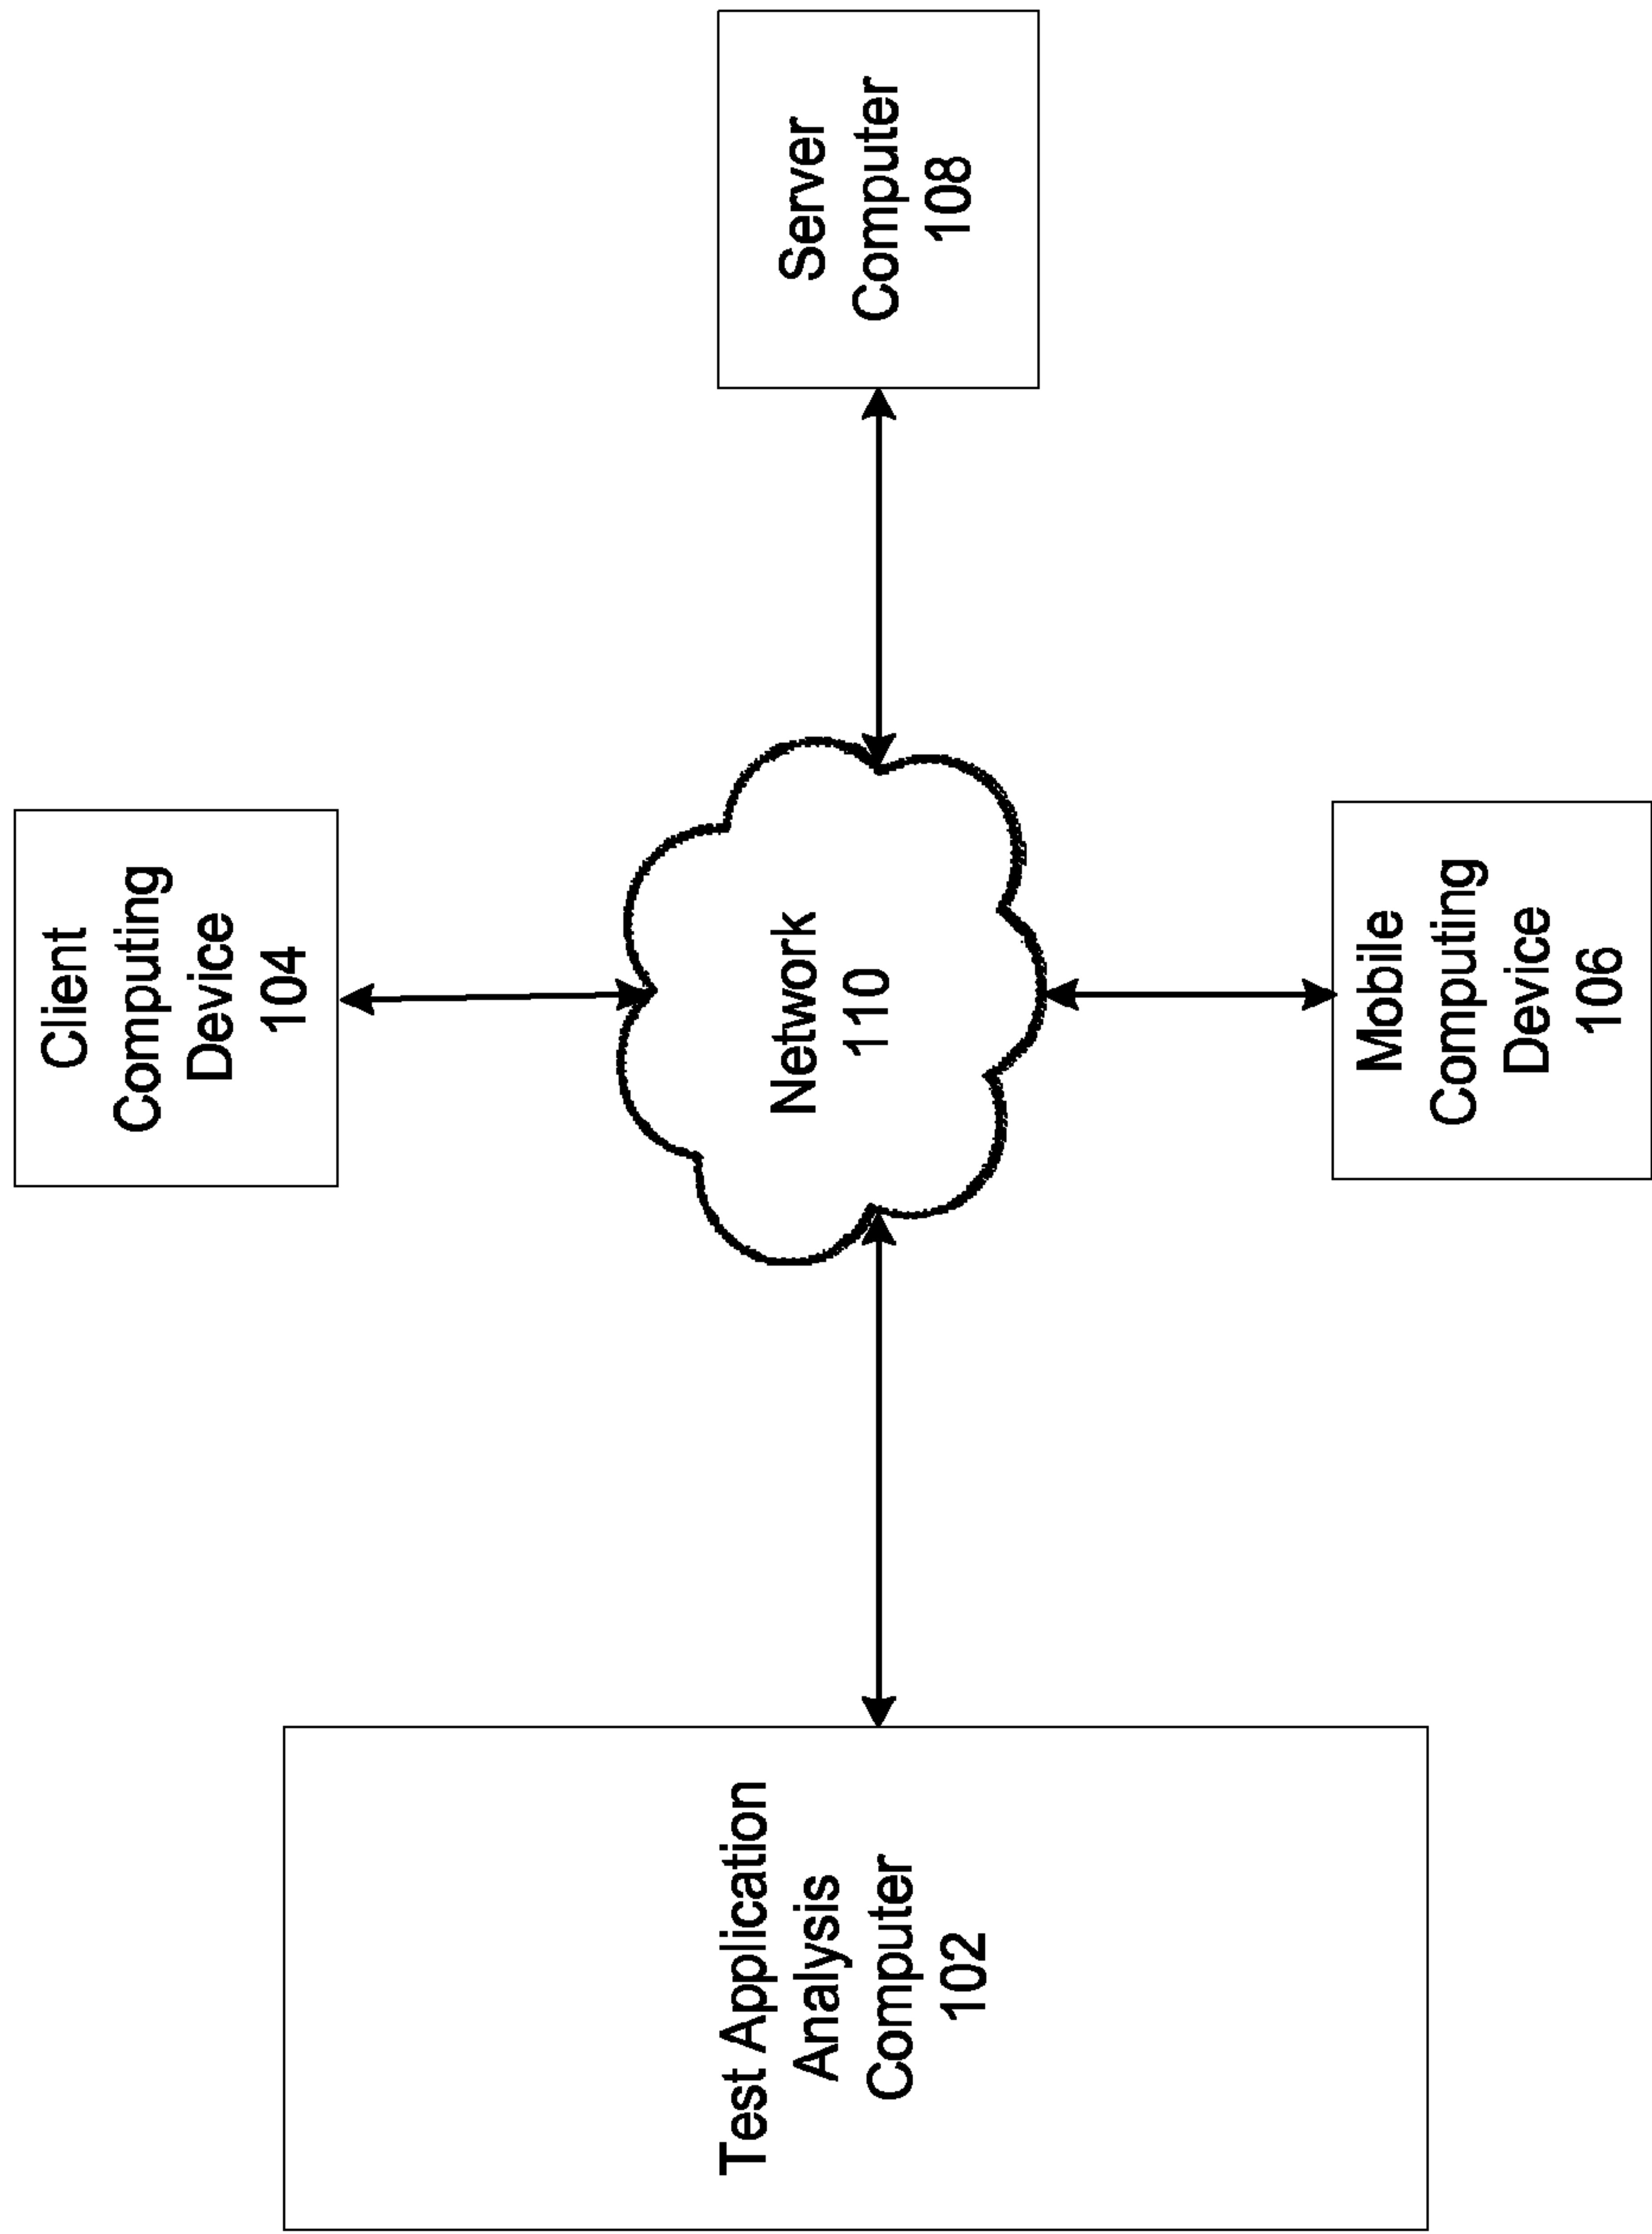 Test Application
Analysis
Computer
102
Client
Computing
Device
104
Network
110
Mobile
Computing
Device
106
Server
Computer
108